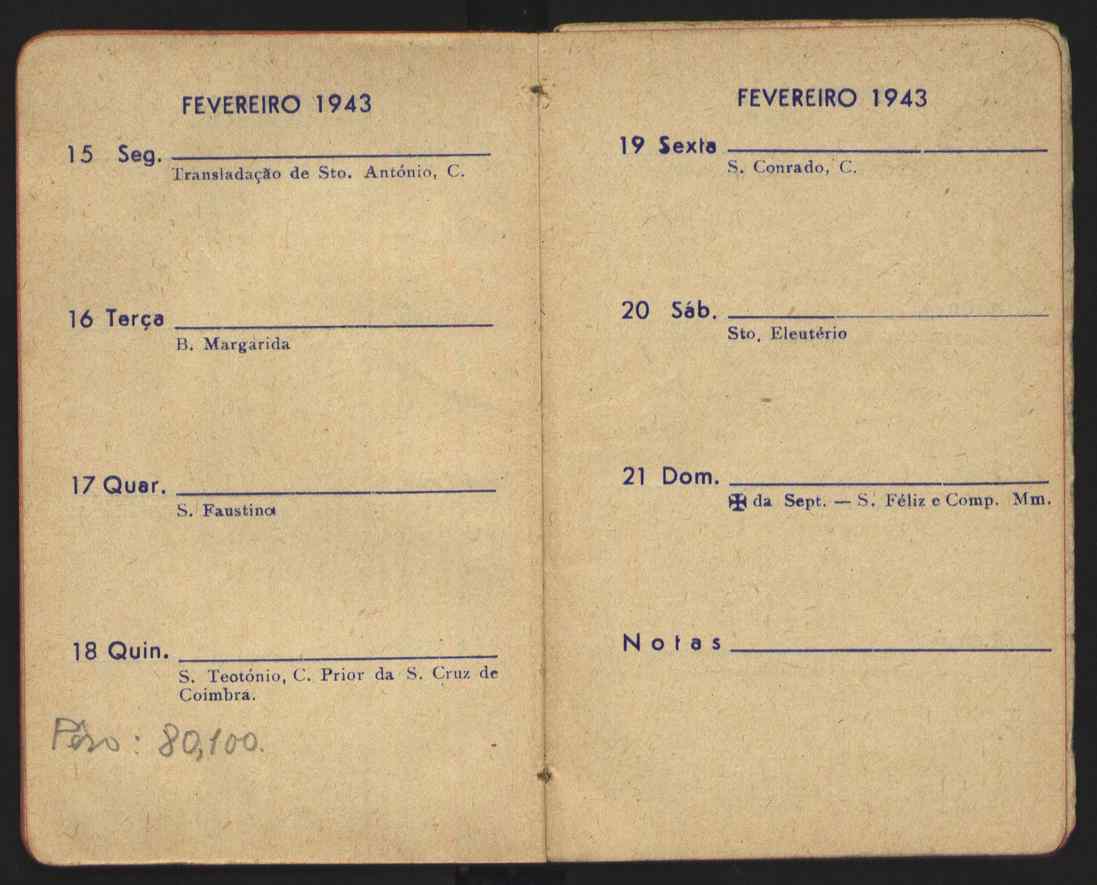 FEVEREIRO 1943
15 Seg.
Transladação de Sto. António, C.
16 Terça
B. Margarida
17 Quar.
S. Faustino
18 Quin.
S. Teotónio, C. Prior da S. Cruz de
Coimbra.
Pêso: 80,100.
FEVEREIRO 1943
19 Sexta
S. Conrado, C.
20 Sáb.
Sto. Eleutério
21 Dom.
✠ da Sept. — S. Féliz e Comp. Mm.
Notas